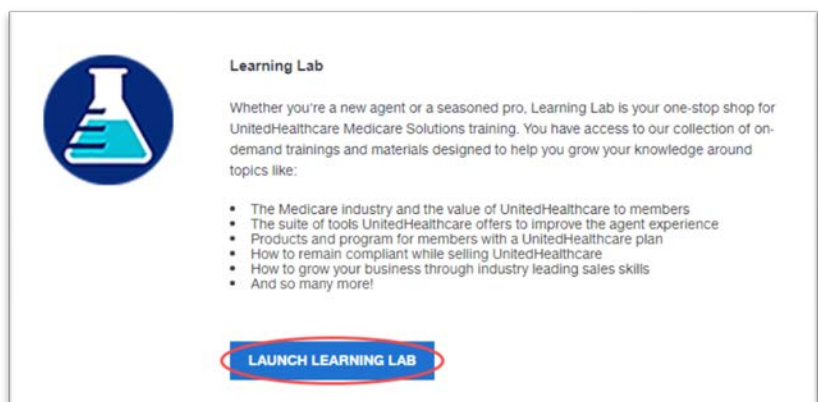 Learning Lab
Whether you're a new agent or a seasoned pro, Learning Lab is your one-stop shop for
UnitedHealthcare Medicare Solutions training. You have access to our collection of on-
demand trainings and materials designed to help you grow your knowledge around
topics like:
• The Medicare industry and the value of UnitedHealthcare to members
• The suite of tools UnitedHealthcare offers to improve the agent experience
• Products and program for members with a UnitedHealthcare plan
• How to remain compliant while selling UnitedHealthcare
• How to grow your business through industry leading sales skills
• And so many more!
LAUNCH LEARNING LAB